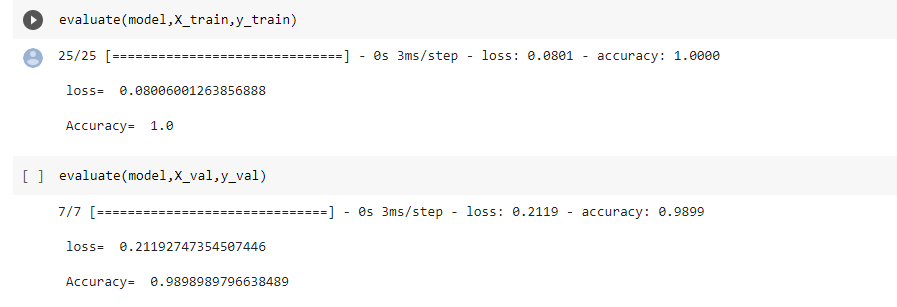 evaluate(model,X_train,y_train)
25/25 [==============================] - 0s 3ms/step - loss: 0.0801 - accuracy: 1.0000
loss=  0.08006001263856888
Accuracy=  1.0
[ ] evaluate(model,X_val,y_val)
7/7 [==============================] - 0s 3ms/step - loss: 0.2119 - accuracy: 0.9899
loss=  0.21192747354507446
Accuracy=  0.9898989796638489